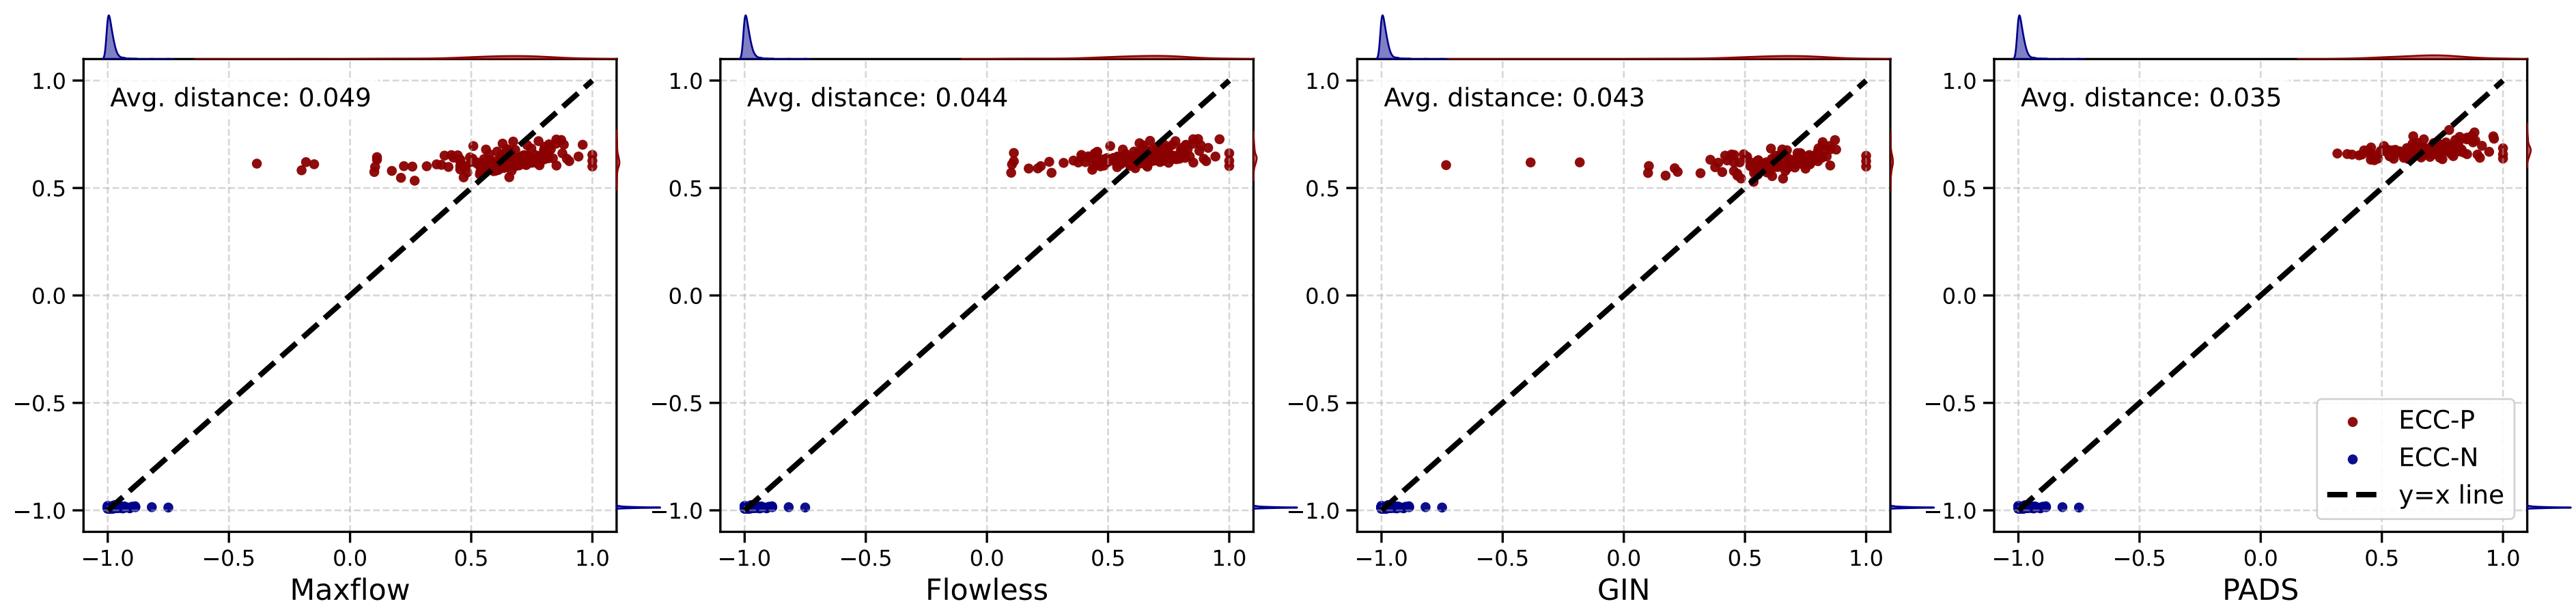 Avg. distance: 0.049
1.0
0.5
0.0
−0.5
−1.0
−1.0 −0.5 0.0 0.5 1.0
Maxflow
Avg. distance: 0.044
1.0
0.5
0.0
−0.5
−1.0
−1.0 −0.5 0.0 0.5 1.0
Flowless
Avg. distance: 0.043
1.0
0.5
0.0
−0.5
−1.0
−1.0 −0.5 0.0 0.5 1.0
GIN
Avg. distance: 0.035
1.0
0.5
0.0
−0.5
−1.0
ECC-P
ECC-N
y=x line
−1.0 −0.5 0.0 0.5 1.0
PADS